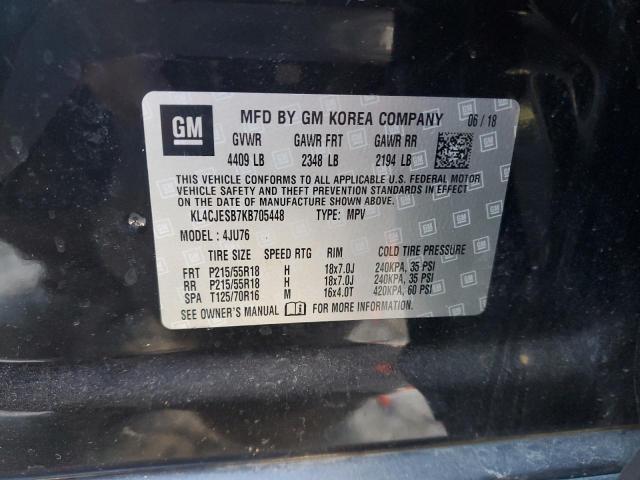 GM
MFD BY GM KOREA COMPANY 06/18
GVWR GAWR FRT GAWR RR
4409 LB 2348 LB 2194 LB
THIS VEHICLE CONFORMS TO ALL APPLICABLE U.S. FEDERAL MOTOR
VEHICLE SAFETY AND THEFT PREVENTION STANDARDS IN EFFECT
ON THE DATE OF MANUFACTURE SHOWN ABOVE.
KL4CJESB7KB705448 TYPE: MPV
MODEL: 4JU76
TIRE SIZE SPEED RTG RIM COLD TIRE PRESSURE
FRT P215/55R18 H 18x7.0J 240KPA, 35 PSI
RR P215/55R18 H 18x7.0J 240KPA, 35 PSI
SPA T125/70R16 M 16x4.0T 420KPA, 60 PSI
SEE OWNER'S MANUAL FOR MORE INFORMATION.